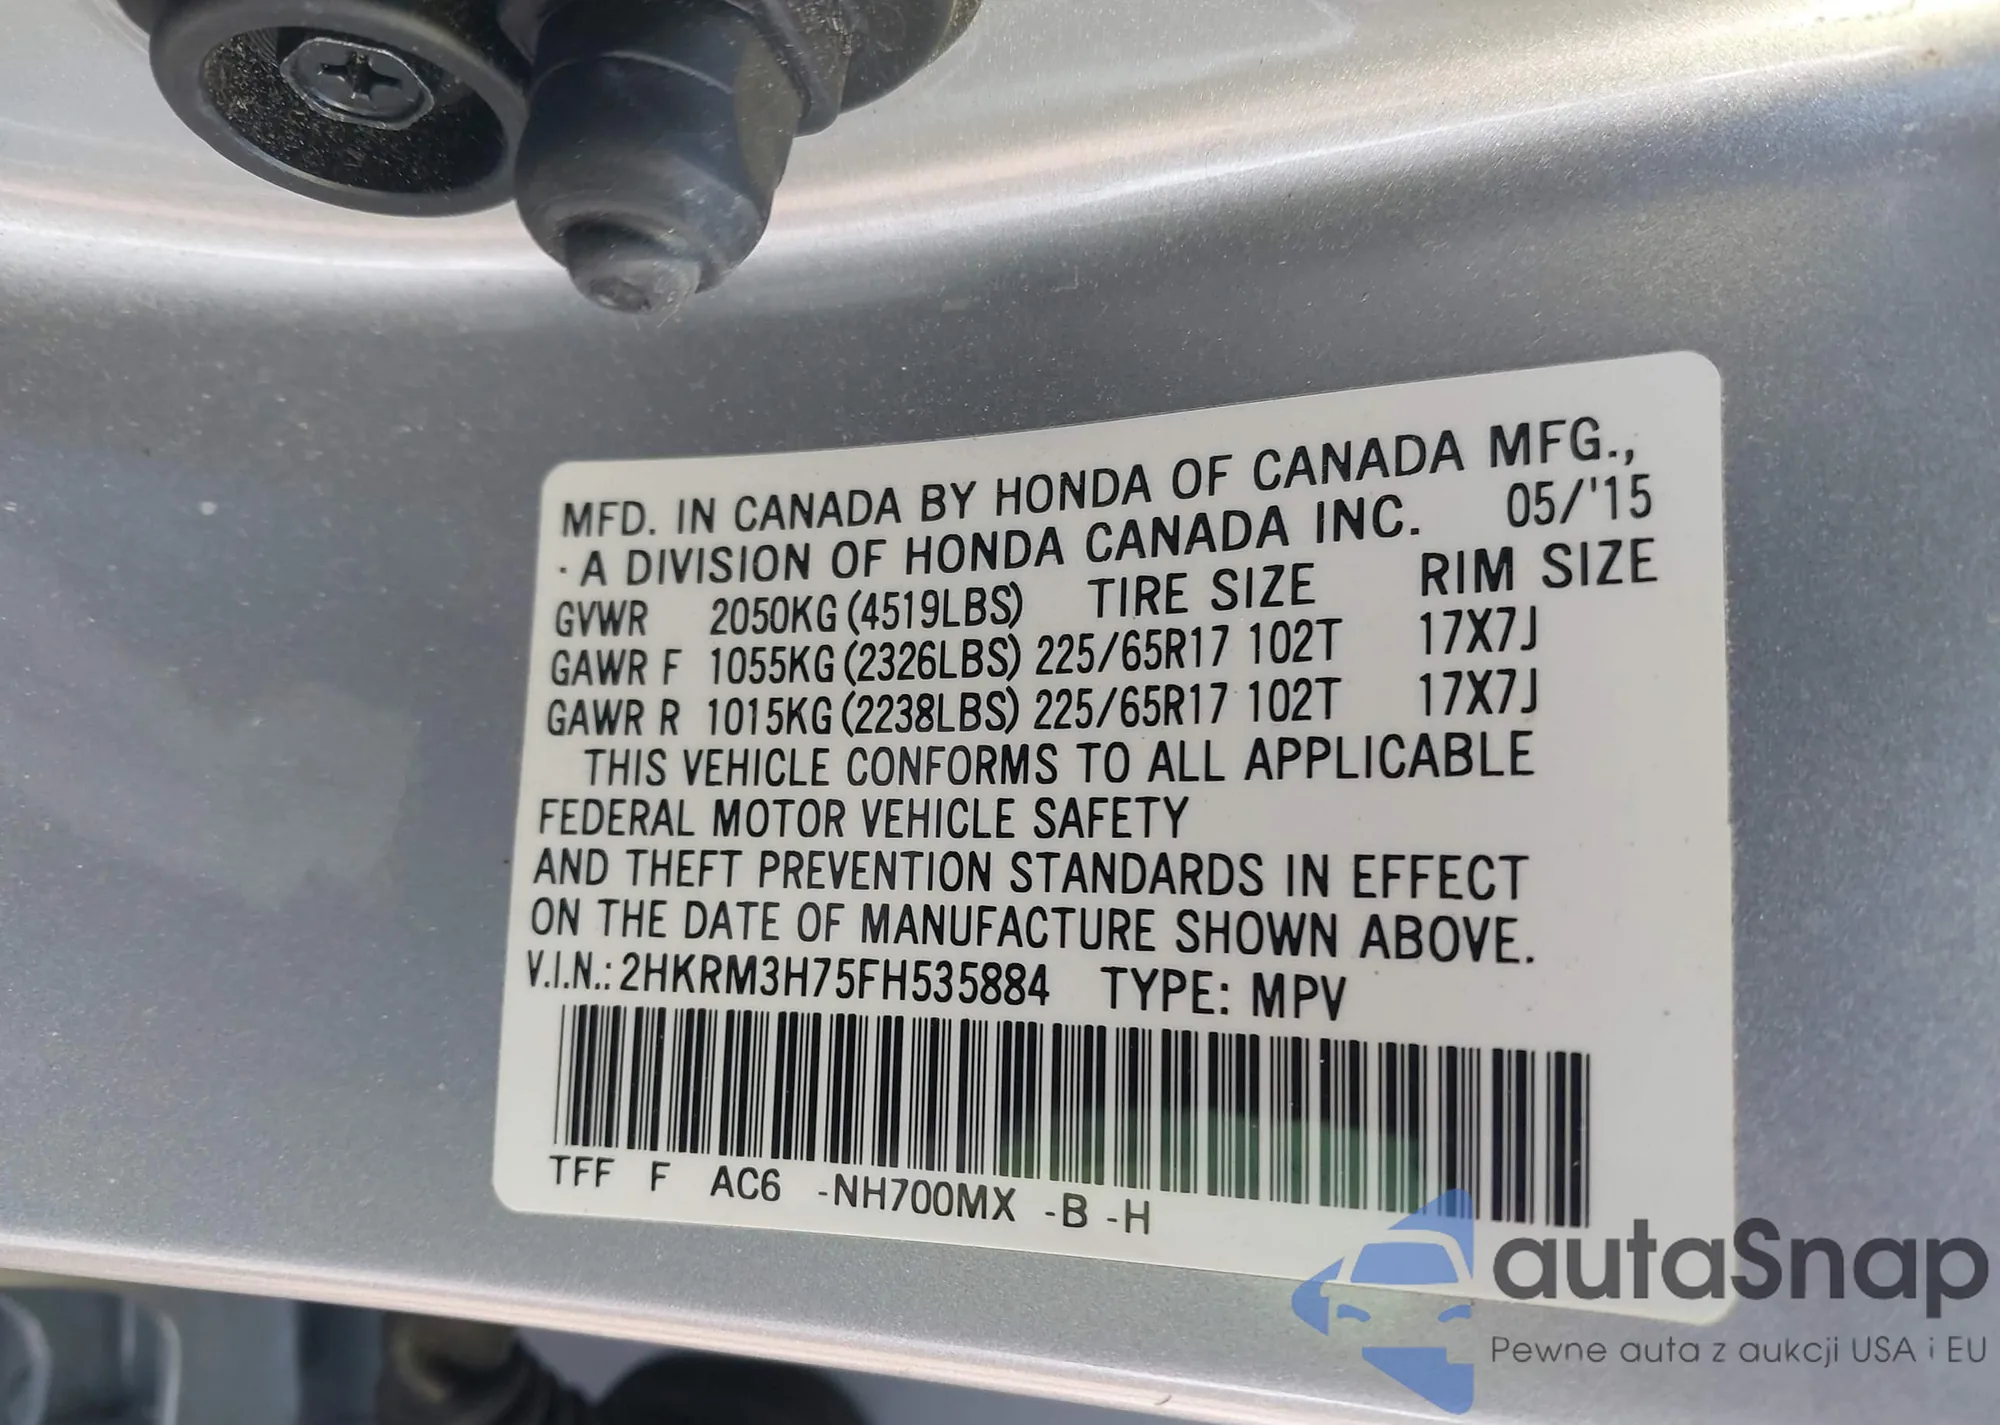 MFD. IN CANADA BY HONDA OF CANADA MFG.,
· A DIVISION OF HONDA CANADA INC. 05/'15
GVWR 2050KG (4519LBS) TIRE SIZE RIM SIZE
GAWR F 1055KG (2326LBS) 225/65R17 102T 17X7J
GAWR R 1015KG (2238LBS) 225/65R17 102T 17X7J
THIS VEHICLE CONFORMS TO ALL APPLICABLE
FEDERAL MOTOR VEHICLE SAFETY
AND THEFT PREVENTION STANDARDS IN EFFECT
ON THE DATE OF MANUFACTURE SHOWN ABOVE.
V.I.N.: 2HKRM3H75FH535884 TYPE: MPV
TFF F AC6 -NH700MX -B -H
autaSnap
Pewne auta z aukcji USA i EU